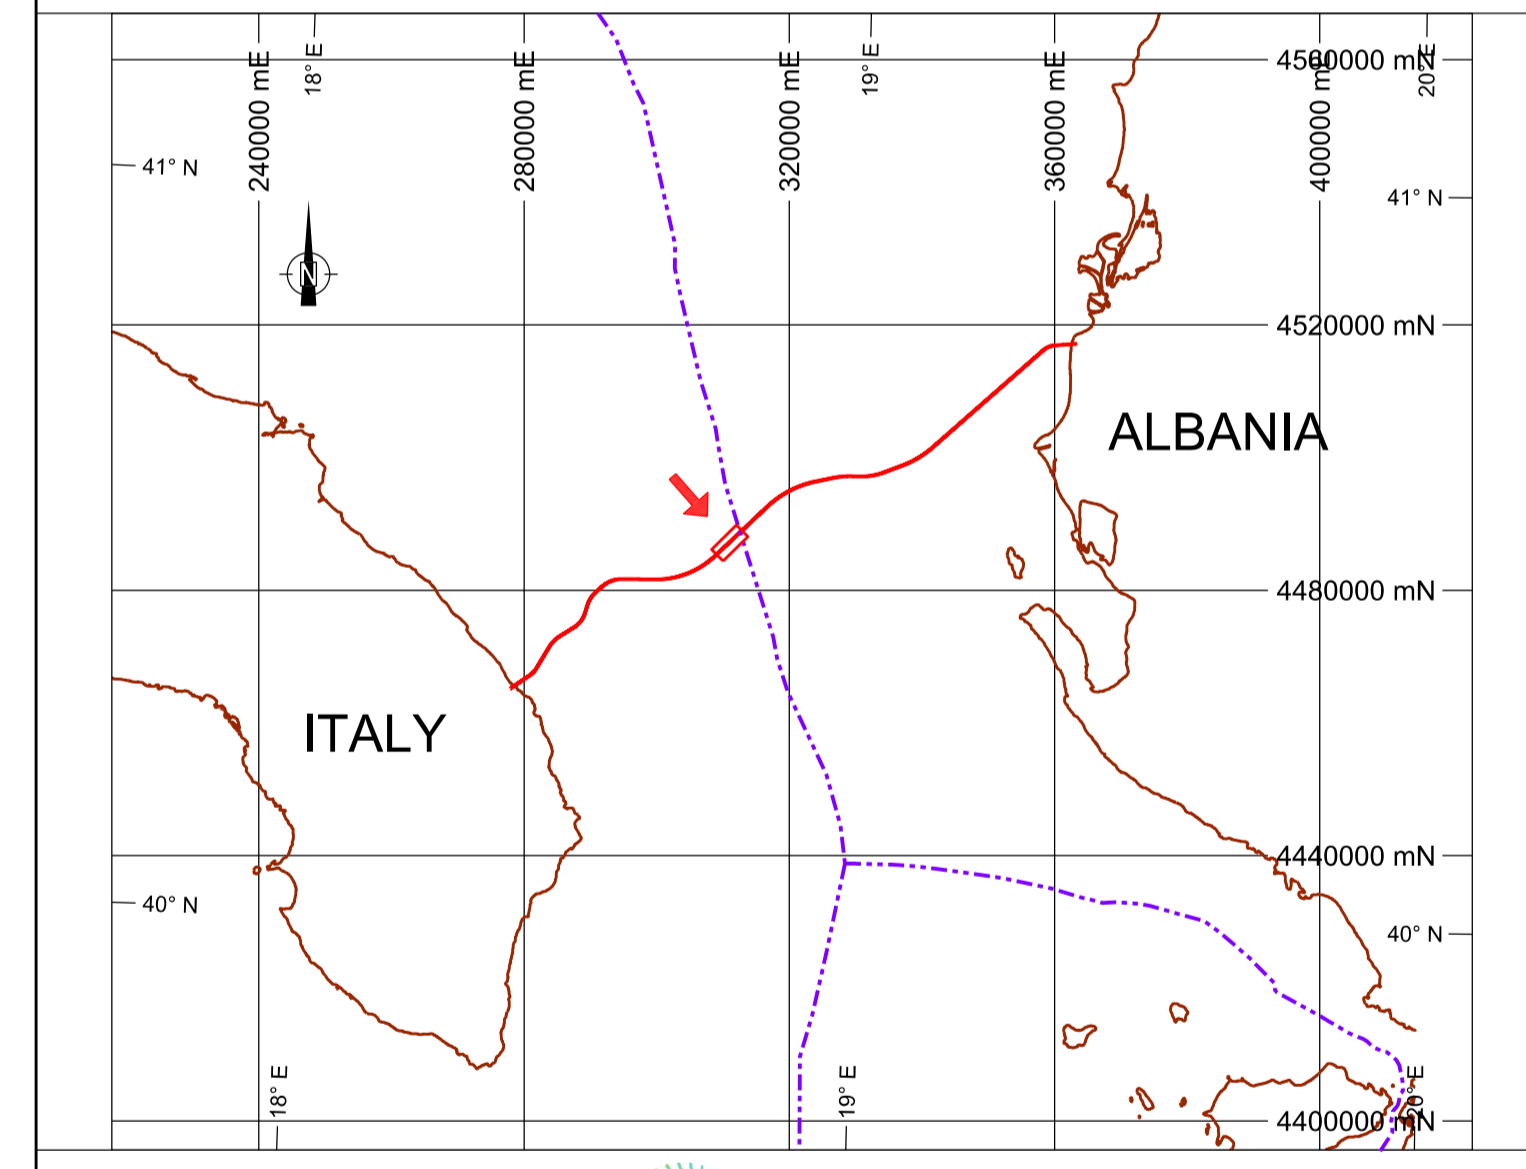 240000 mE
18° E
280000 mE
320000 mE
19° E
360000 mE
400000 mE
20° E
4560000 mN
41° N
41° N
N
4520000 mN
ALBANIA
4480000 mN
ITALY
4440000 mN
40° N
40° N
18° E
19° E
20° E
4400000 mN